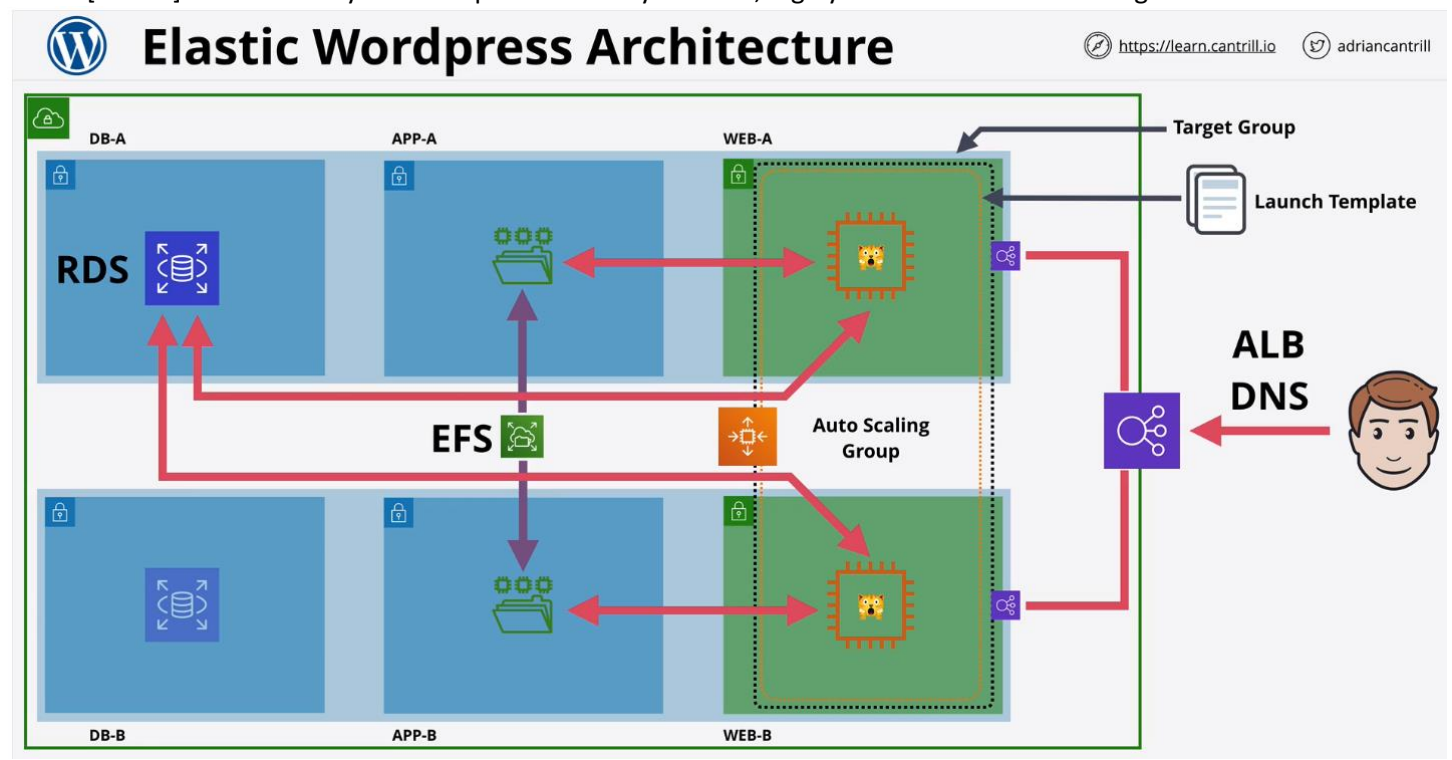 Elastic Wordpress Architecture
https://learn.cantrill.io
adriancantrill
DB-A
APP-A
WEB-A
Target Group
Launch Template
RDS
ALB
DNS
EFS
Auto Scaling
Group
DB-B
APP-B
WEB-B